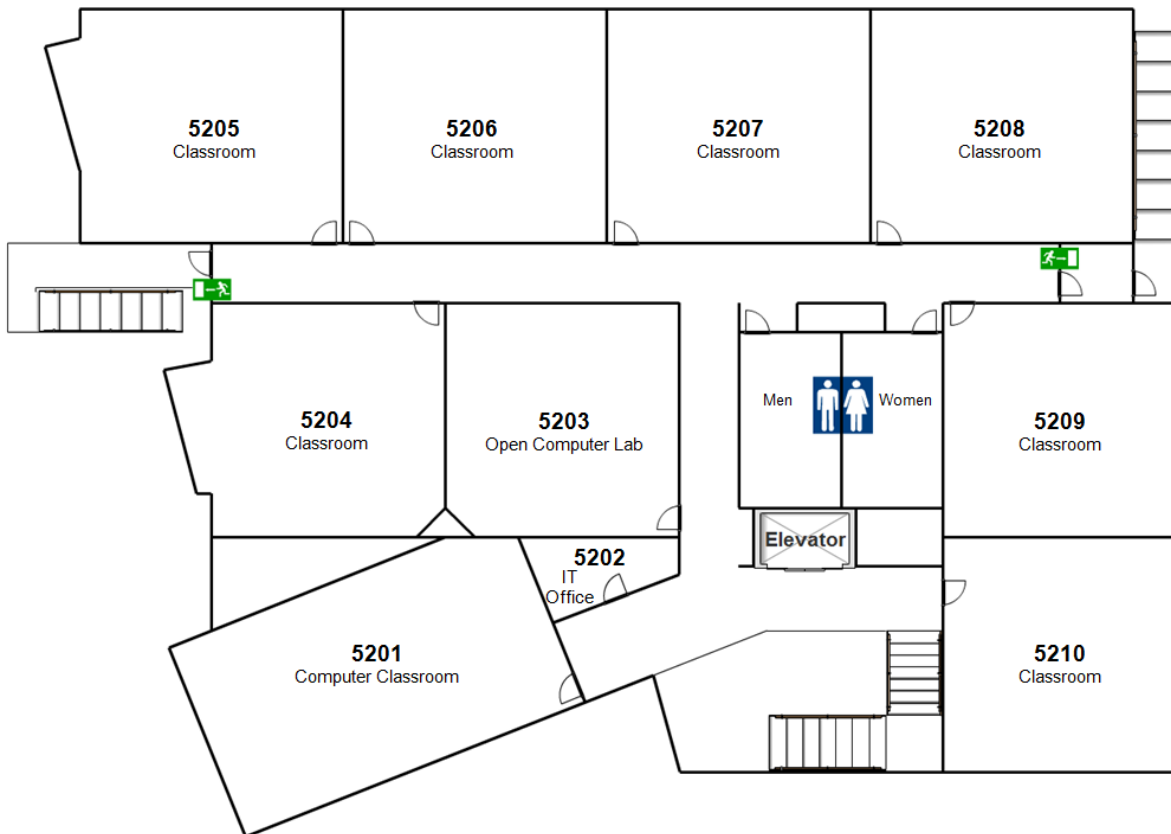 5205
Classroom
5206
Classroom
5207
Classroom
5208
Classroom
5204
Classroom
5203
Open Computer Lab
Men
Women
5209
Classroom
Elevator
5202
IT
Office
5201
Computer Classroom
5210
Classroom